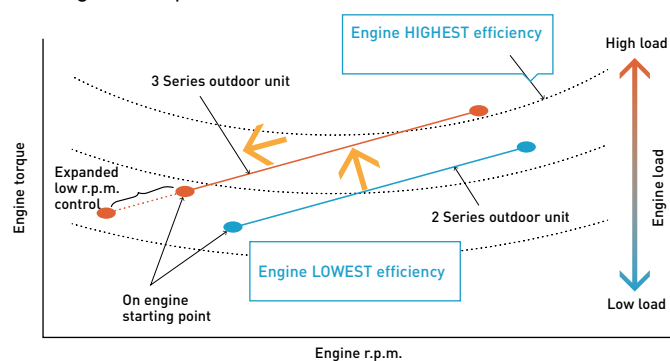 Engine HIGHEST efficiency
High load
3 Series outdoor unit
Engine torque
Expanded
low r.p.m.
control
Engine load
2 Series outdoor unit
Engine LOWEST efficiency
On engine
starting point
Low load
Engine r.p.m.